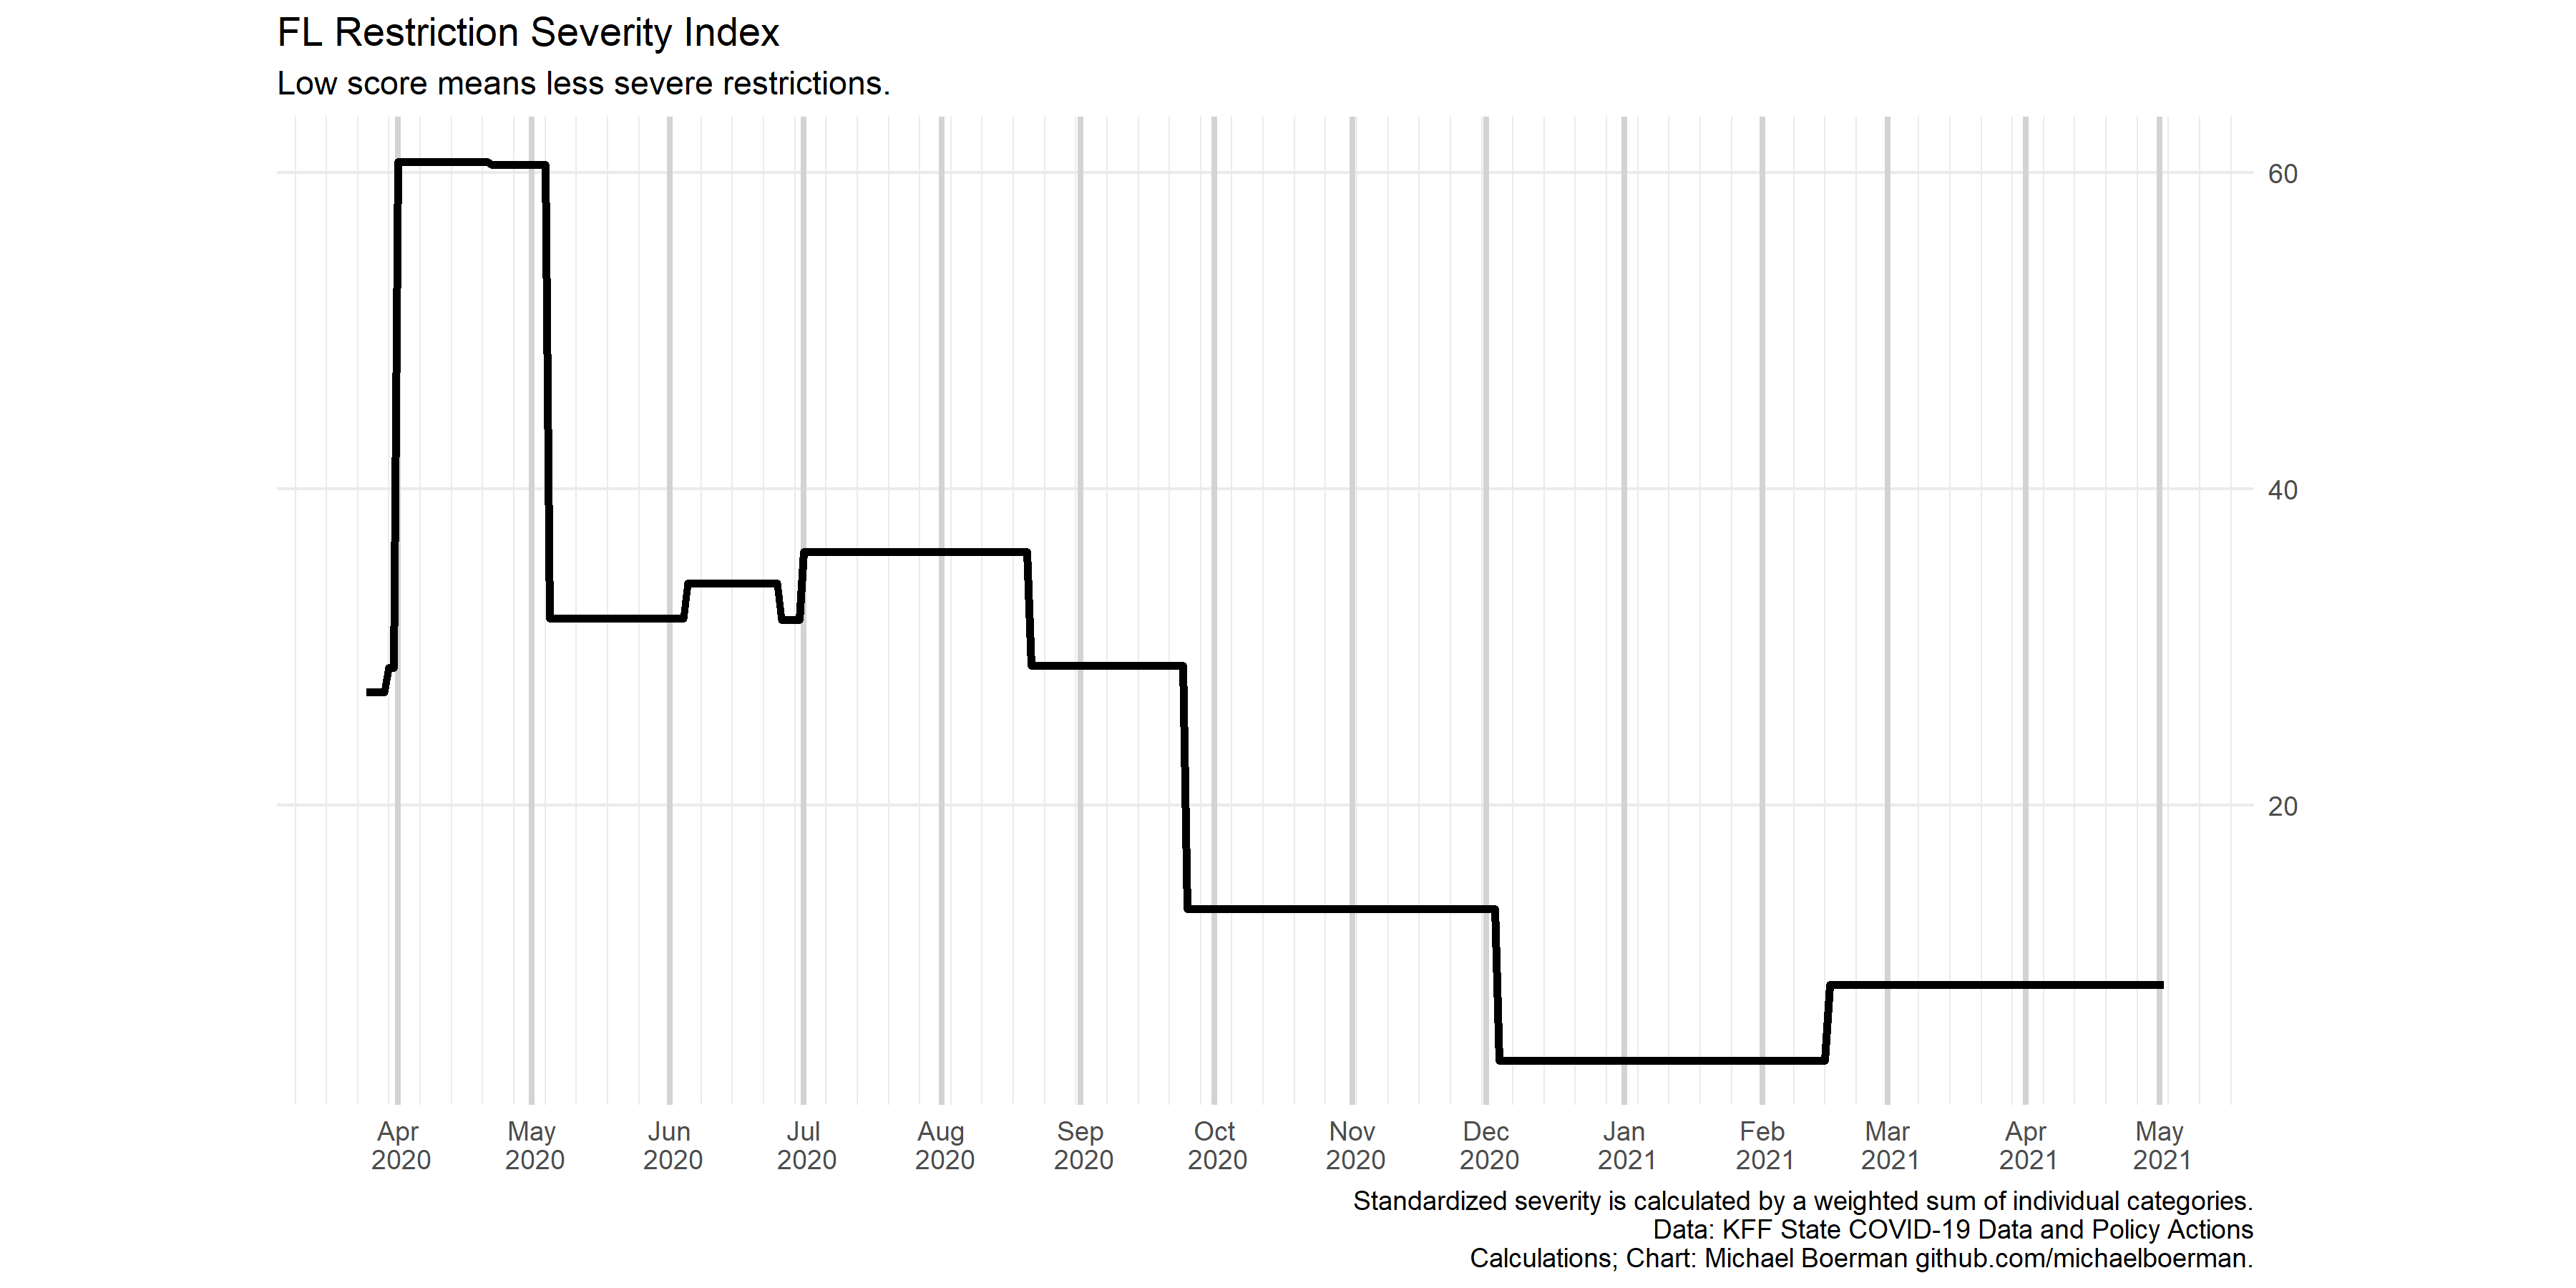 FL Restriction Severity Index
Low score means less severe restrictions.
60
40
20
Apr 2020
May 2020
Jun 2020
Jul 2020
Aug 2020
Sep 2020
Oct 2020
Nov 2020
Dec 2020
Jan 2021
Feb 2021
Mar 2021
Apr 2021
May 2021
Standardized severity is calculated by a weighted sum of individual categories.
Data: KFF State COVID-19 Data and Policy Actions
Calculations; Chart: Michael Boerman github.com/michaelboerman.